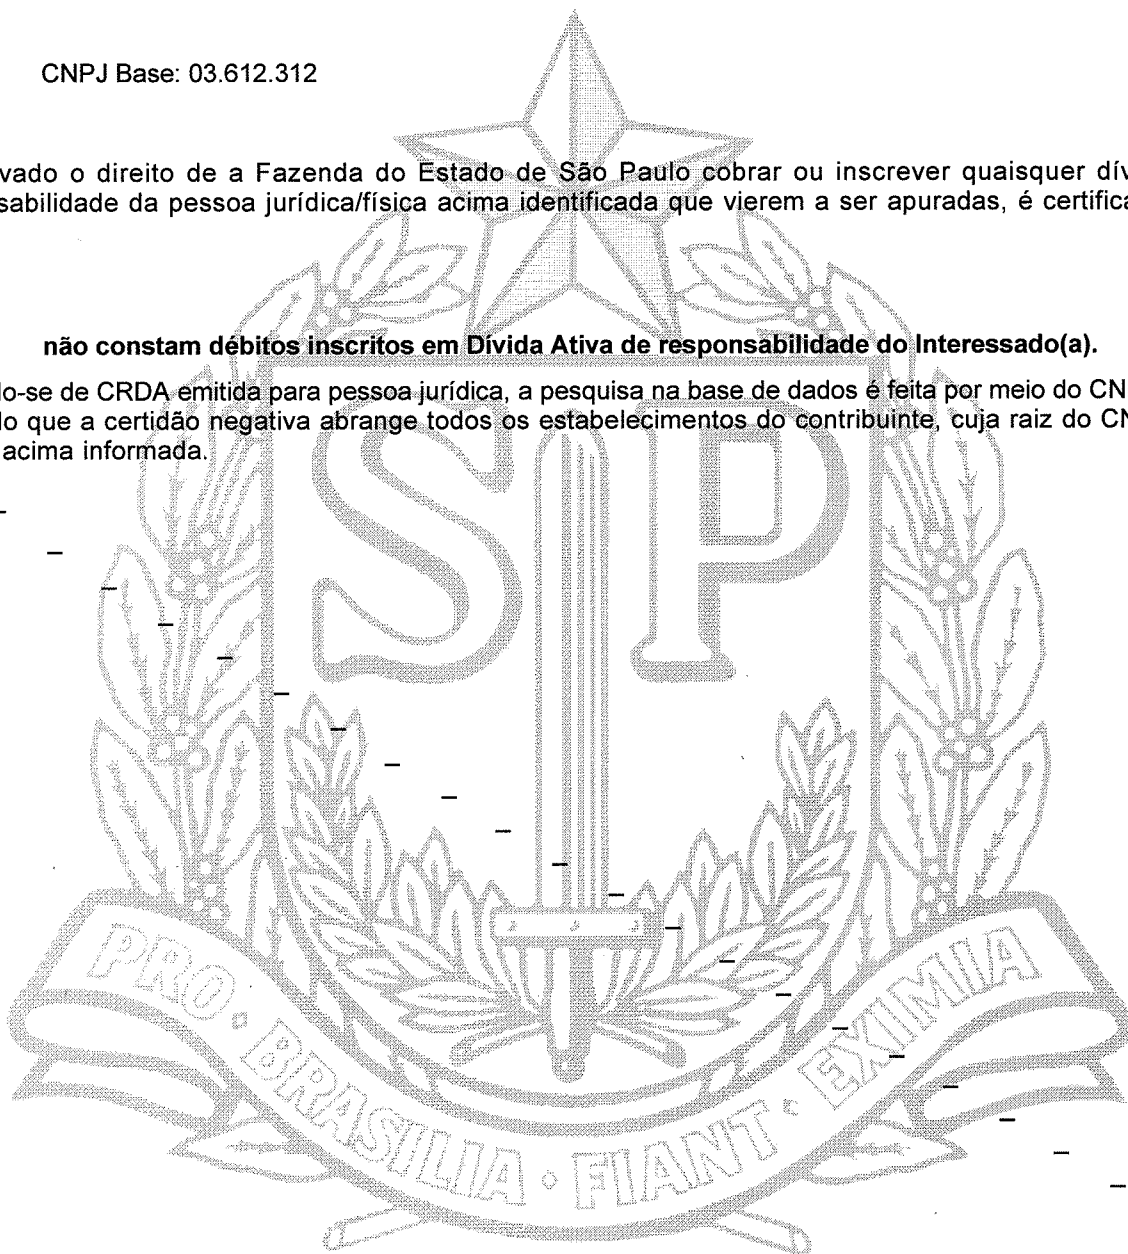 CNPJ Base: 03.612.312
vado o direito de a Fazenda do Estado de São Paulo cobrar ou inscrever quaisquer dív
sabilidade da pessoa jurídica/física acima identificada que vierem a ser apuradas, é certifica
não constam débitos inscritos em Dívida Ativa de responsabilidade do Interessado(a).
do-se de CRDA emitida para pessoa jurídica, a pesquisa na base de dados é feita por meio do CN
do que a certidão negativa abrange todos os estabelecimentos do contribuinte, cuja raiz do CN
acima informada.
SP
PRO · BRASILIA · FIANT · EXIMIA